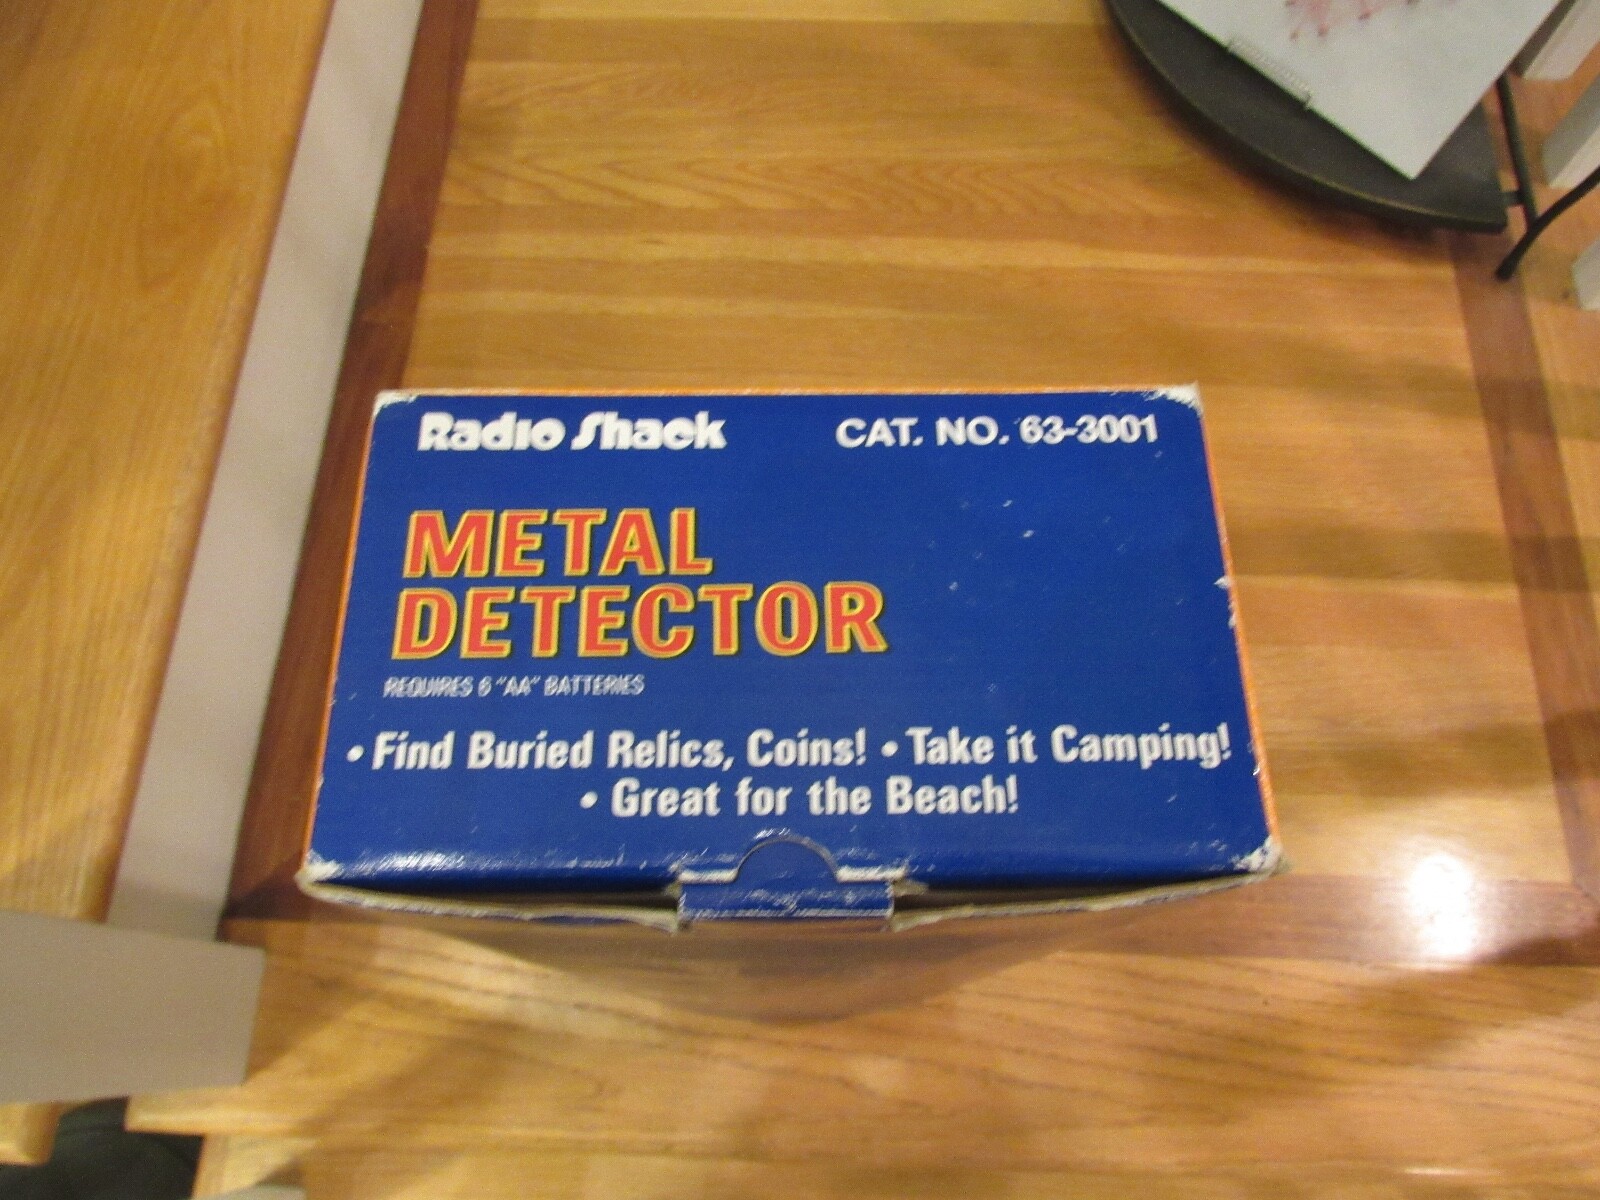 Radio Shack CAT. NO. 63-3001
METAL
DETECTOR
REQUIRES 6 "AA" BATTERIES
• Find Buried Relics, Coins! • Take it Camping!
• Great for the Beach!